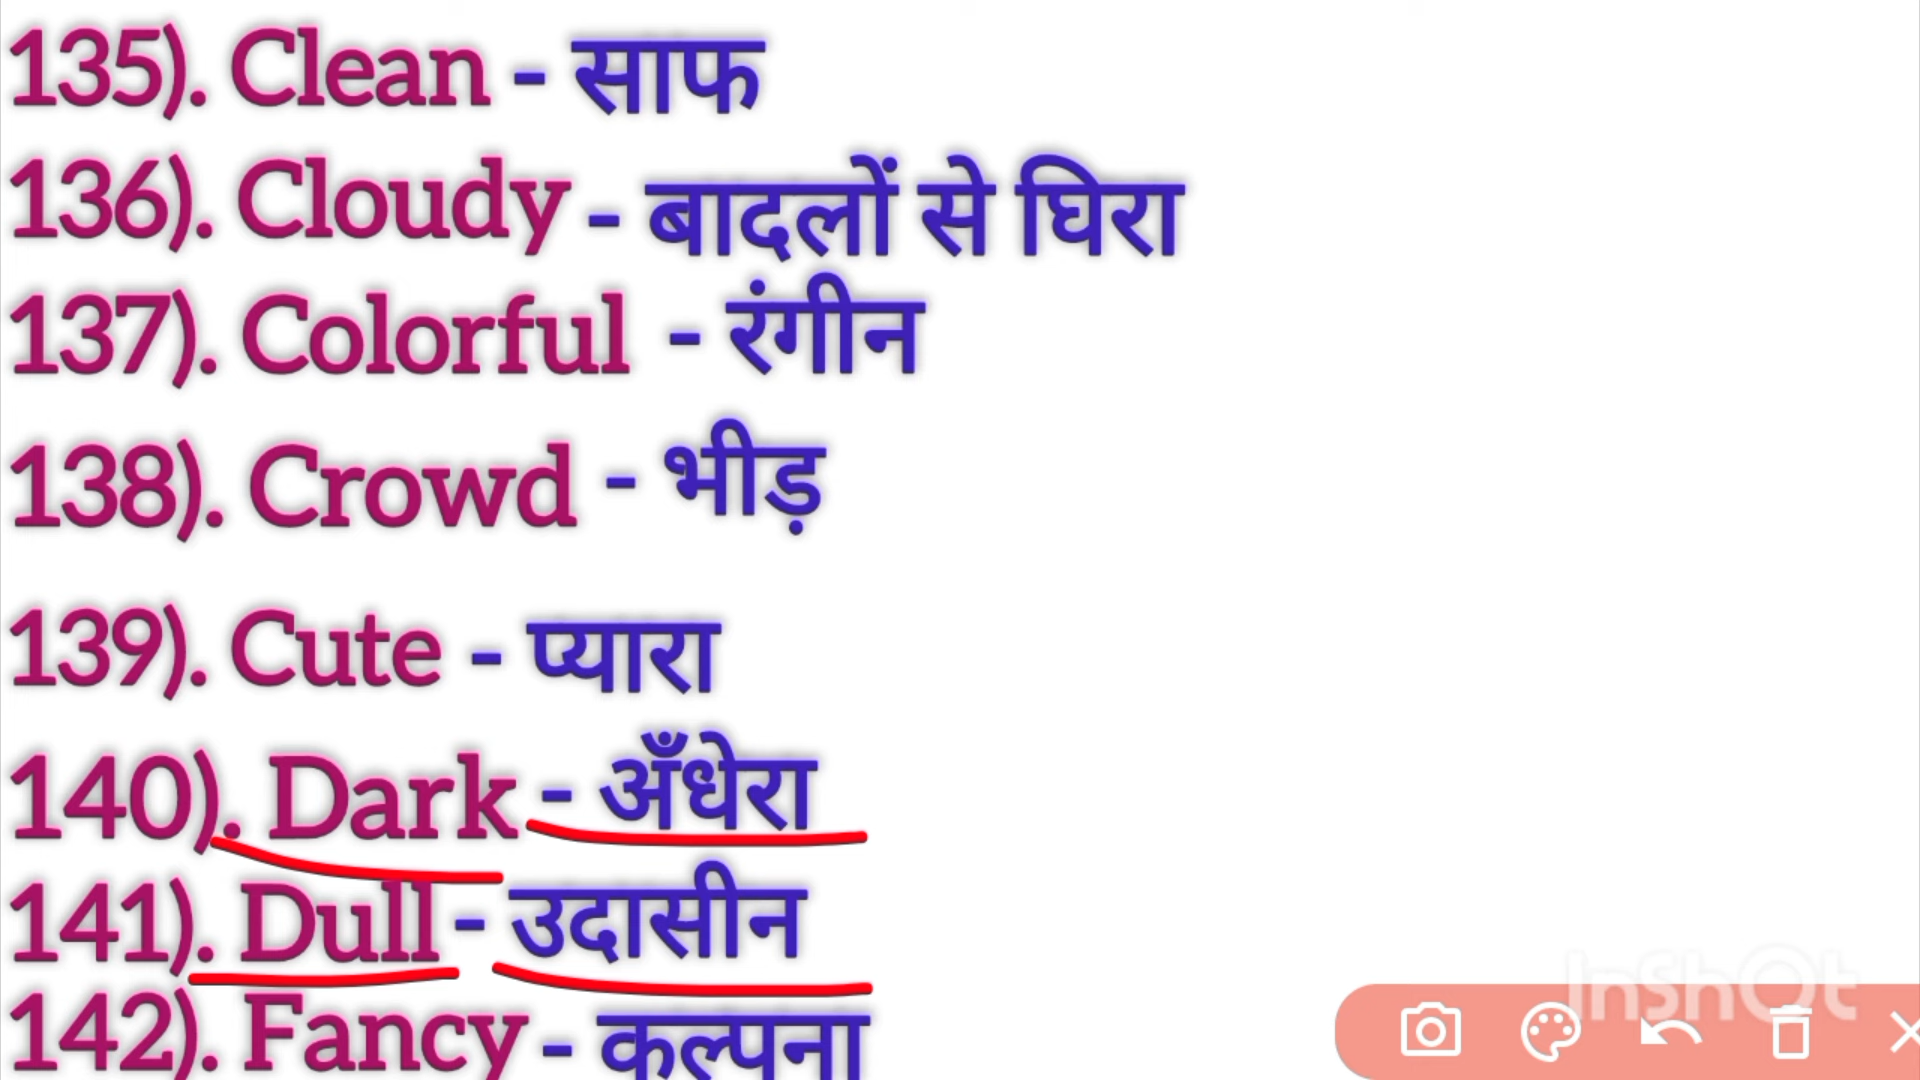 135). Clean - साफ
136). Cloudy - बादलों से घिरा
137). Colorful - रंगीन
138). Crowd - भीड़
139). Cute - प्यारा
140). Dark - अँधेरा
141). Dull - उदासीन
142). Fancy - कल्पना
InShOt